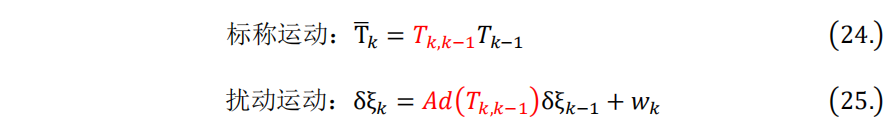 标称运动：T̅ₖ = Tₖ,ₖ₋₁Tₖ₋₁ (24.)
扰动运动：δξₖ = Ad(Tₖ,ₖ₋₁)δξₖ₋₁ + wₖ (25.)